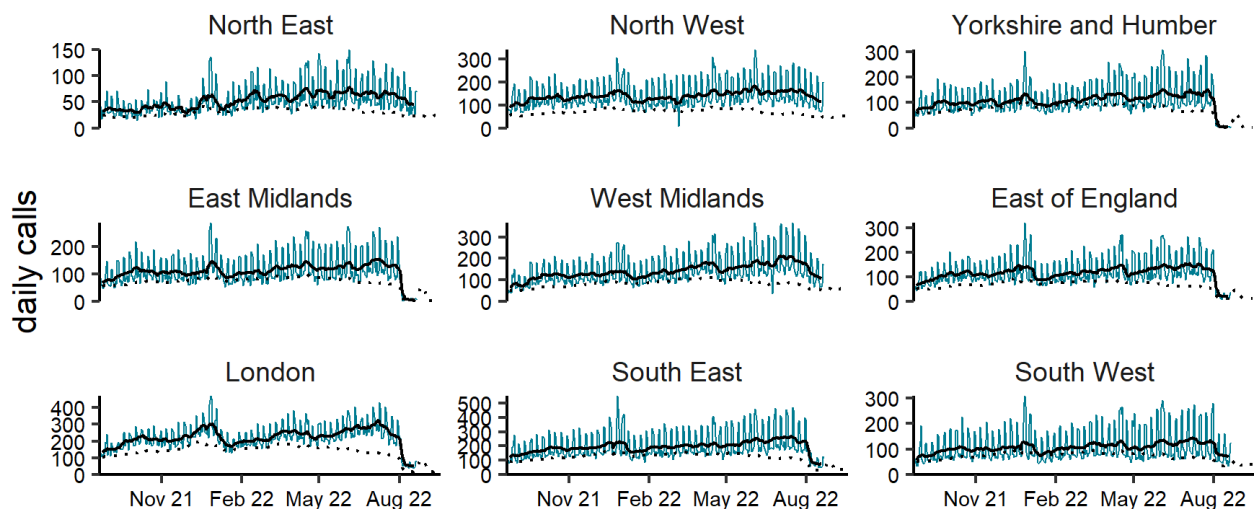 North East
North West
Yorkshire and Humber
150
100
50
0
300
200
100
0
300
200
100
0
East Midlands
West Midlands
East of England
daily calls
200
100
0
300
200
100
0
300
200
100
0
London
South East
South West
400
300
200
100
0
500
400
300
200
100
0
300
200
100
0
Nov 21 Feb 22 May 22 Aug 22
Nov 21 Feb 22 May 22 Aug 22
Nov 21 Feb 22 May 22 Aug 22